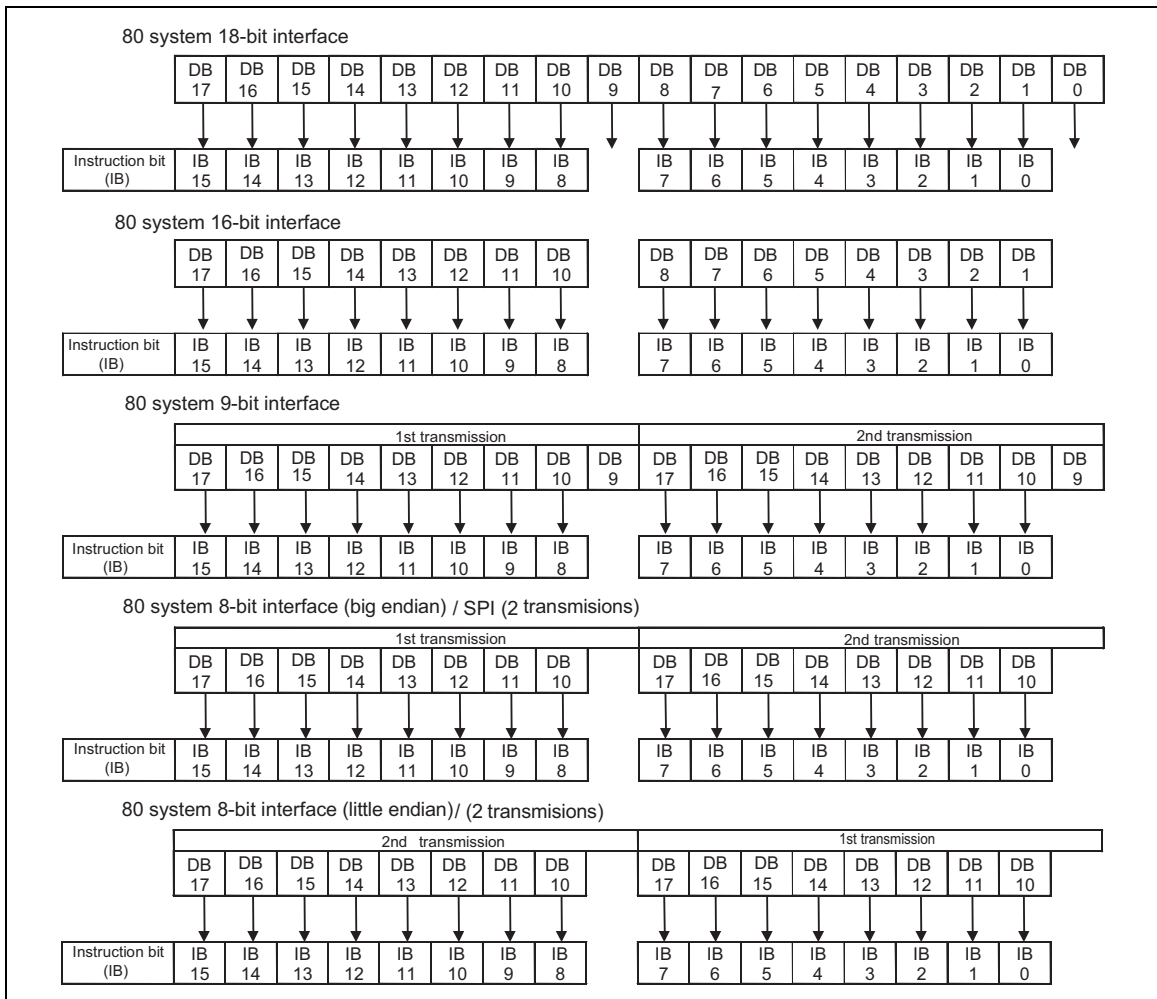 80 system 18-bit interface
DB DB DB DB DB DB DB DB DB DB DB DB DB DB DB DB DB DB
17 16 15 14 13 12 11 10 9 8 7 6 5 4 3 2 1 0
Instruction bit IB IB IB IB IB IB IB IB IB IB IB IB IB IB IB IB
(IB) 15 14 13 12 11 10 9 8 7 6 5 4 3 2 1 0
80 system 16-bit interface
DB DB DB DB DB DB DB DB DB DB DB DB DB DB DB DB
17 16 15 14 13 12 11 10 8 7 6 5 4 3 2 1
Instruction bit IB IB IB IB IB IB IB IB IB IB IB IB IB IB IB IB
(IB) 15 14 13 12 11 10 9 8 7 6 5 4 3 2 1 0
80 system 9-bit interface
1st transmission 2nd transmission
DB DB DB DB DB DB DB DB DB DB DB DB DB DB DB DB DB DB
17 16 15 14 13 12 11 10 9 17 16 15 14 13 12 11 10 9
Instruction bit IB IB IB IB IB IB IB IB IB IB IB IB IB IB IB IB
(IB) 15 14 13 12 11 10 9 8 7 6 5 4 3 2 1 0
80 system 8-bit interface (big endian) / SPI (2 transmisions)
1st transmission 2nd transmission
DB DB DB DB DB DB DB DB DB DB DB DB DB DB DB DB
17 16 15 14 13 12 11 10 17 16 15 14 13 12 11 10
Instruction bit IB IB IB IB IB IB IB IB IB IB IB IB IB IB IB IB
(IB) 15 14 13 12 11 10 9 8 7 6 5 4 3 2 1 0
80 system 8-bit interface (little endian)/ (2 transmisions)
2nd transmission 1st transmission
DB DB DB DB DB DB DB DB DB DB DB DB DB DB DB DB
17 16 15 14 13 12 11 10 17 16 15 14 13 12 11 10
Instruction bit IB IB IB IB IB IB IB IB IB IB IB IB IB IB IB IB
(IB) 15 14 13 12 11 10 9 8 7 6 5 4 3 2 1 0